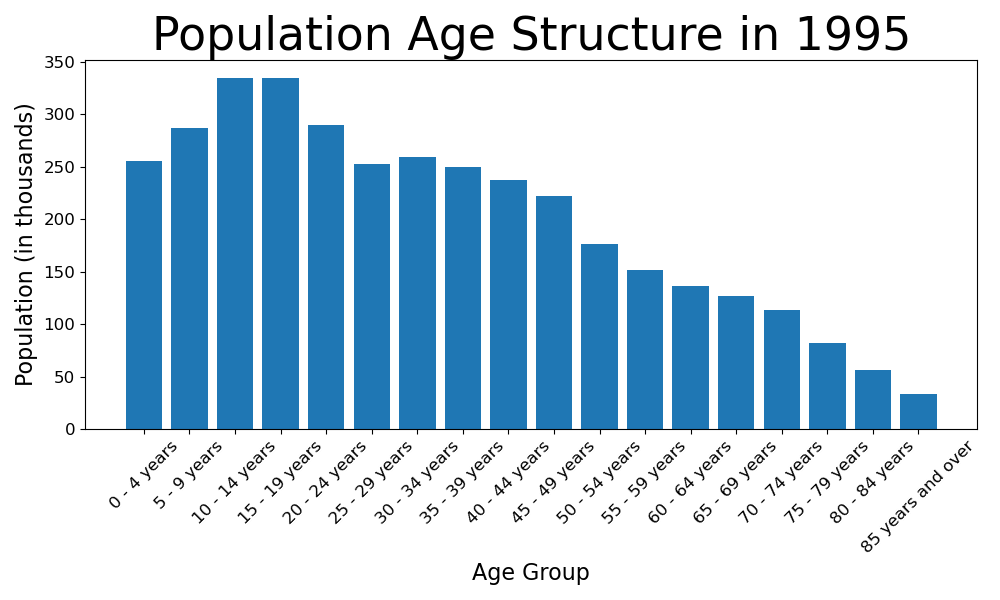 Population Age Structure in 1995
Population (in thousands)
350
300
250
200
150
100
50
0
0 - 4 years
5 - 9 years
10 - 14 years
15 - 19 years
20 - 24 years
25 - 29 years
30 - 34 years
35 - 39 years
40 - 44 years
45 - 49 years
50 - 54 years
55 - 59 years
60 - 64 years
65 - 69 years
70 - 74 years
75 - 79 years
80 - 84 years
85 years and over
Age Group